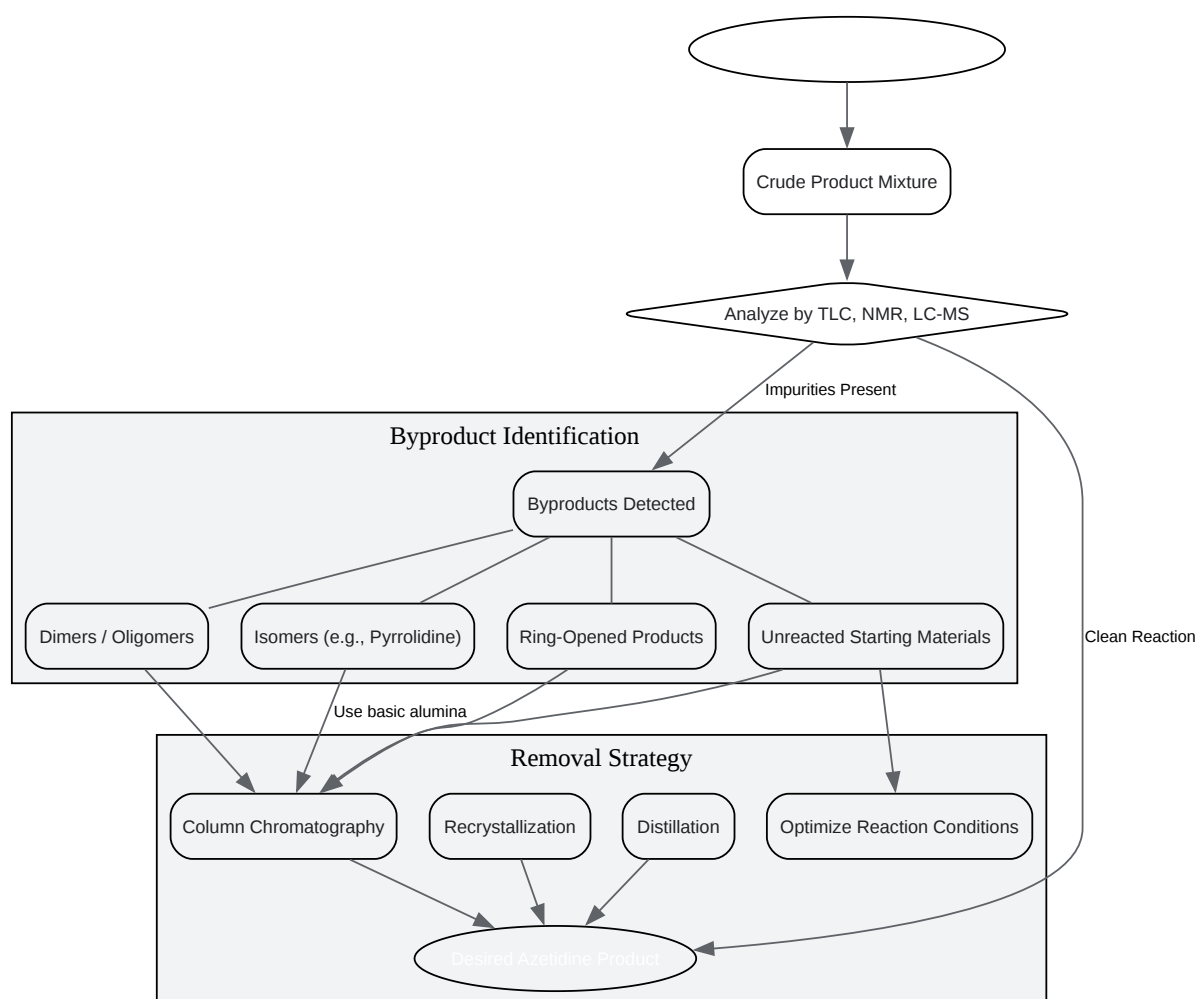 Crude Product Mixture
Analyze by TLC, NMR, LC-MS
Impurities Present
Byproduct Identification
Byproducts Detected
Dimers / Oligomers
Isomers (e.g., Pyrrolidine)
Ring-Opened Products
Unreacted Starting Materials
Clean Reaction
Use basic alumina
Removal Strategy
Column Chromatography
Recrystallization
Distillation
Optimize Reaction Conditions
Desired Azetidine Product